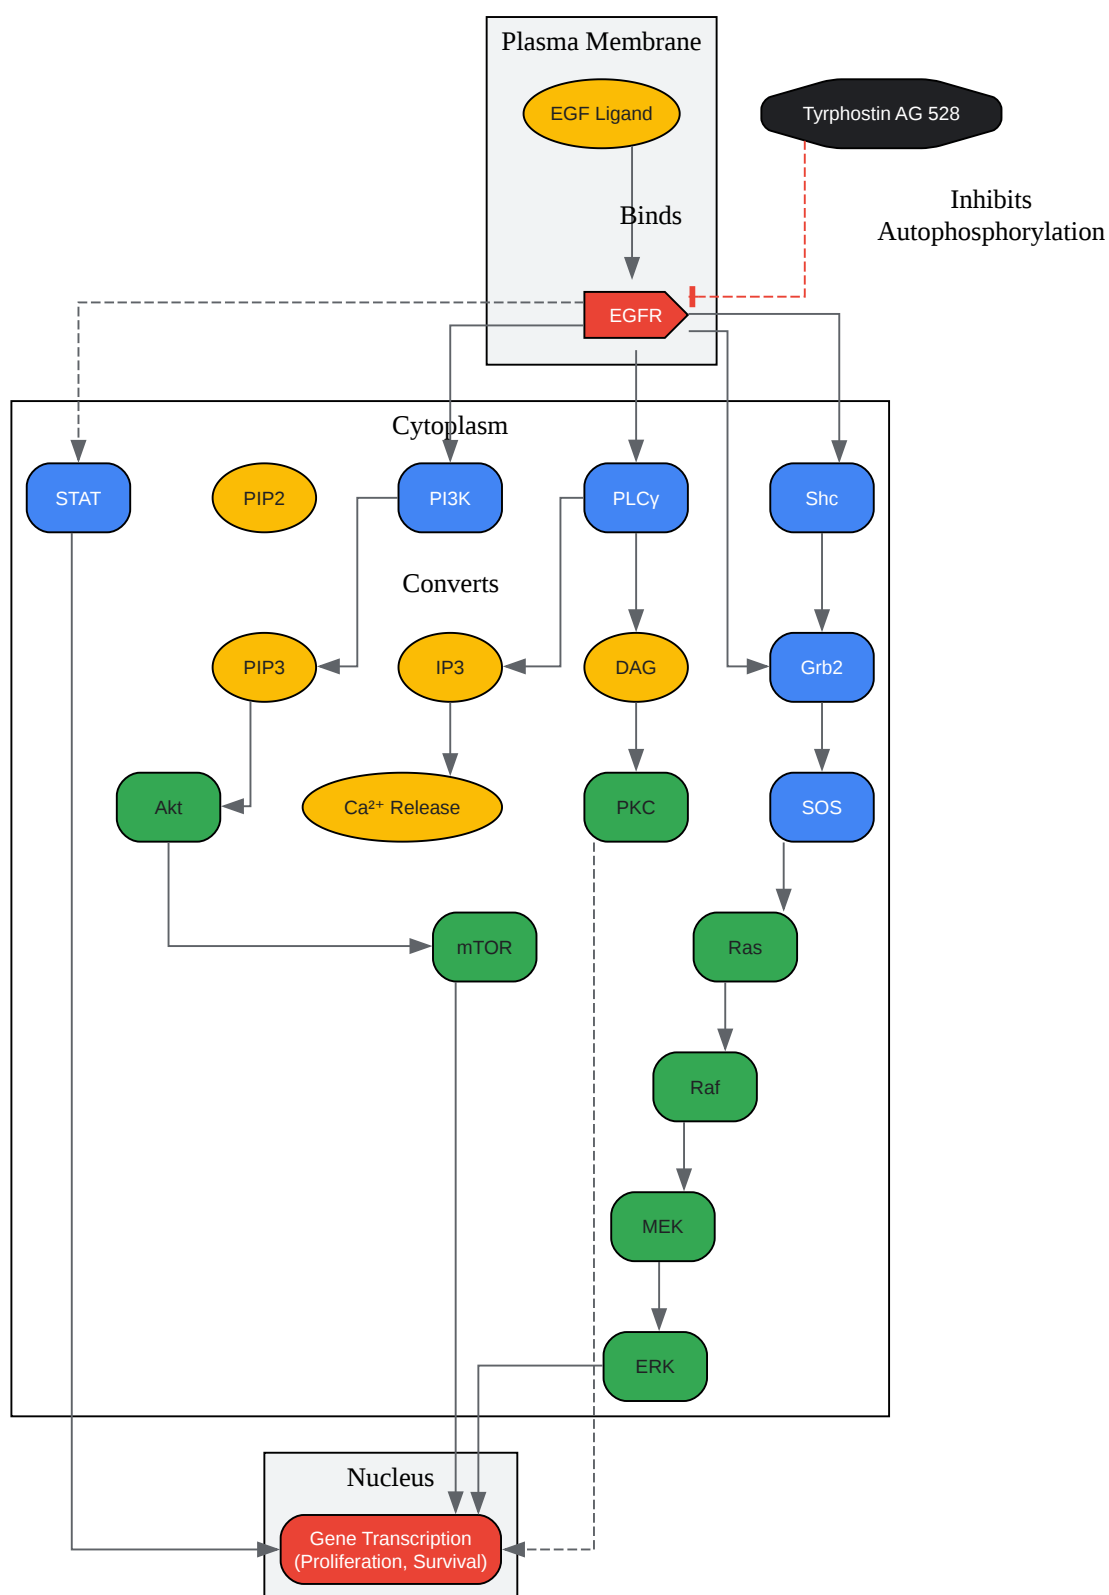 Plasma Membrane
EGF Ligand
Tyrphostin AG 528
Inhibits
Autophosphorylation
Binds
EGFR
Cytoplasm
STAT
PIP2
PI3K
PLCγ
Shc
Converts
PIP3
IP3
DAG
Grb2
Akt
Ca²⁺ Release
PKC
SOS
mTOR
Ras
Raf
MEK
ERK
Nucleus
Gene Transcription
(Proliferation, Survival)